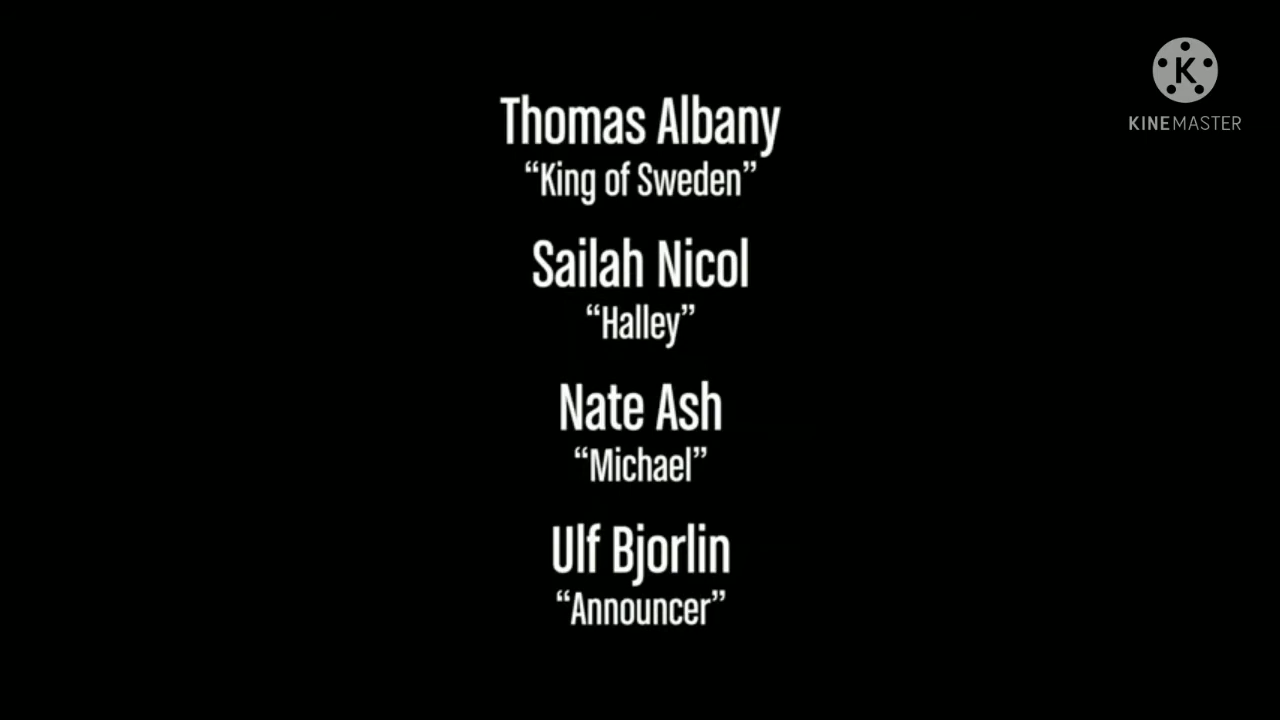 Thomas Albany
“King of Sweden”
Sailah Nicol
“Halley”
Nate Ash
“Michael”
Ulf Bjorlin
“Announcer”
K
KINEMASTER